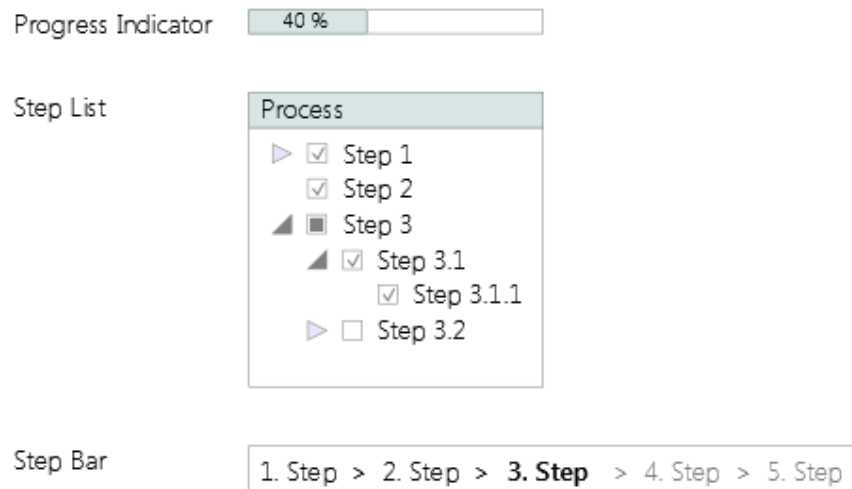 Progress Indicator 40 %
Step List
Process
Step 1
Step 2
Step 3
Step 3.1
Step 3.1.1
Step 3.2
Step Bar
1. Step > 2. Step > 3. Step > 4. Step > 5. Step